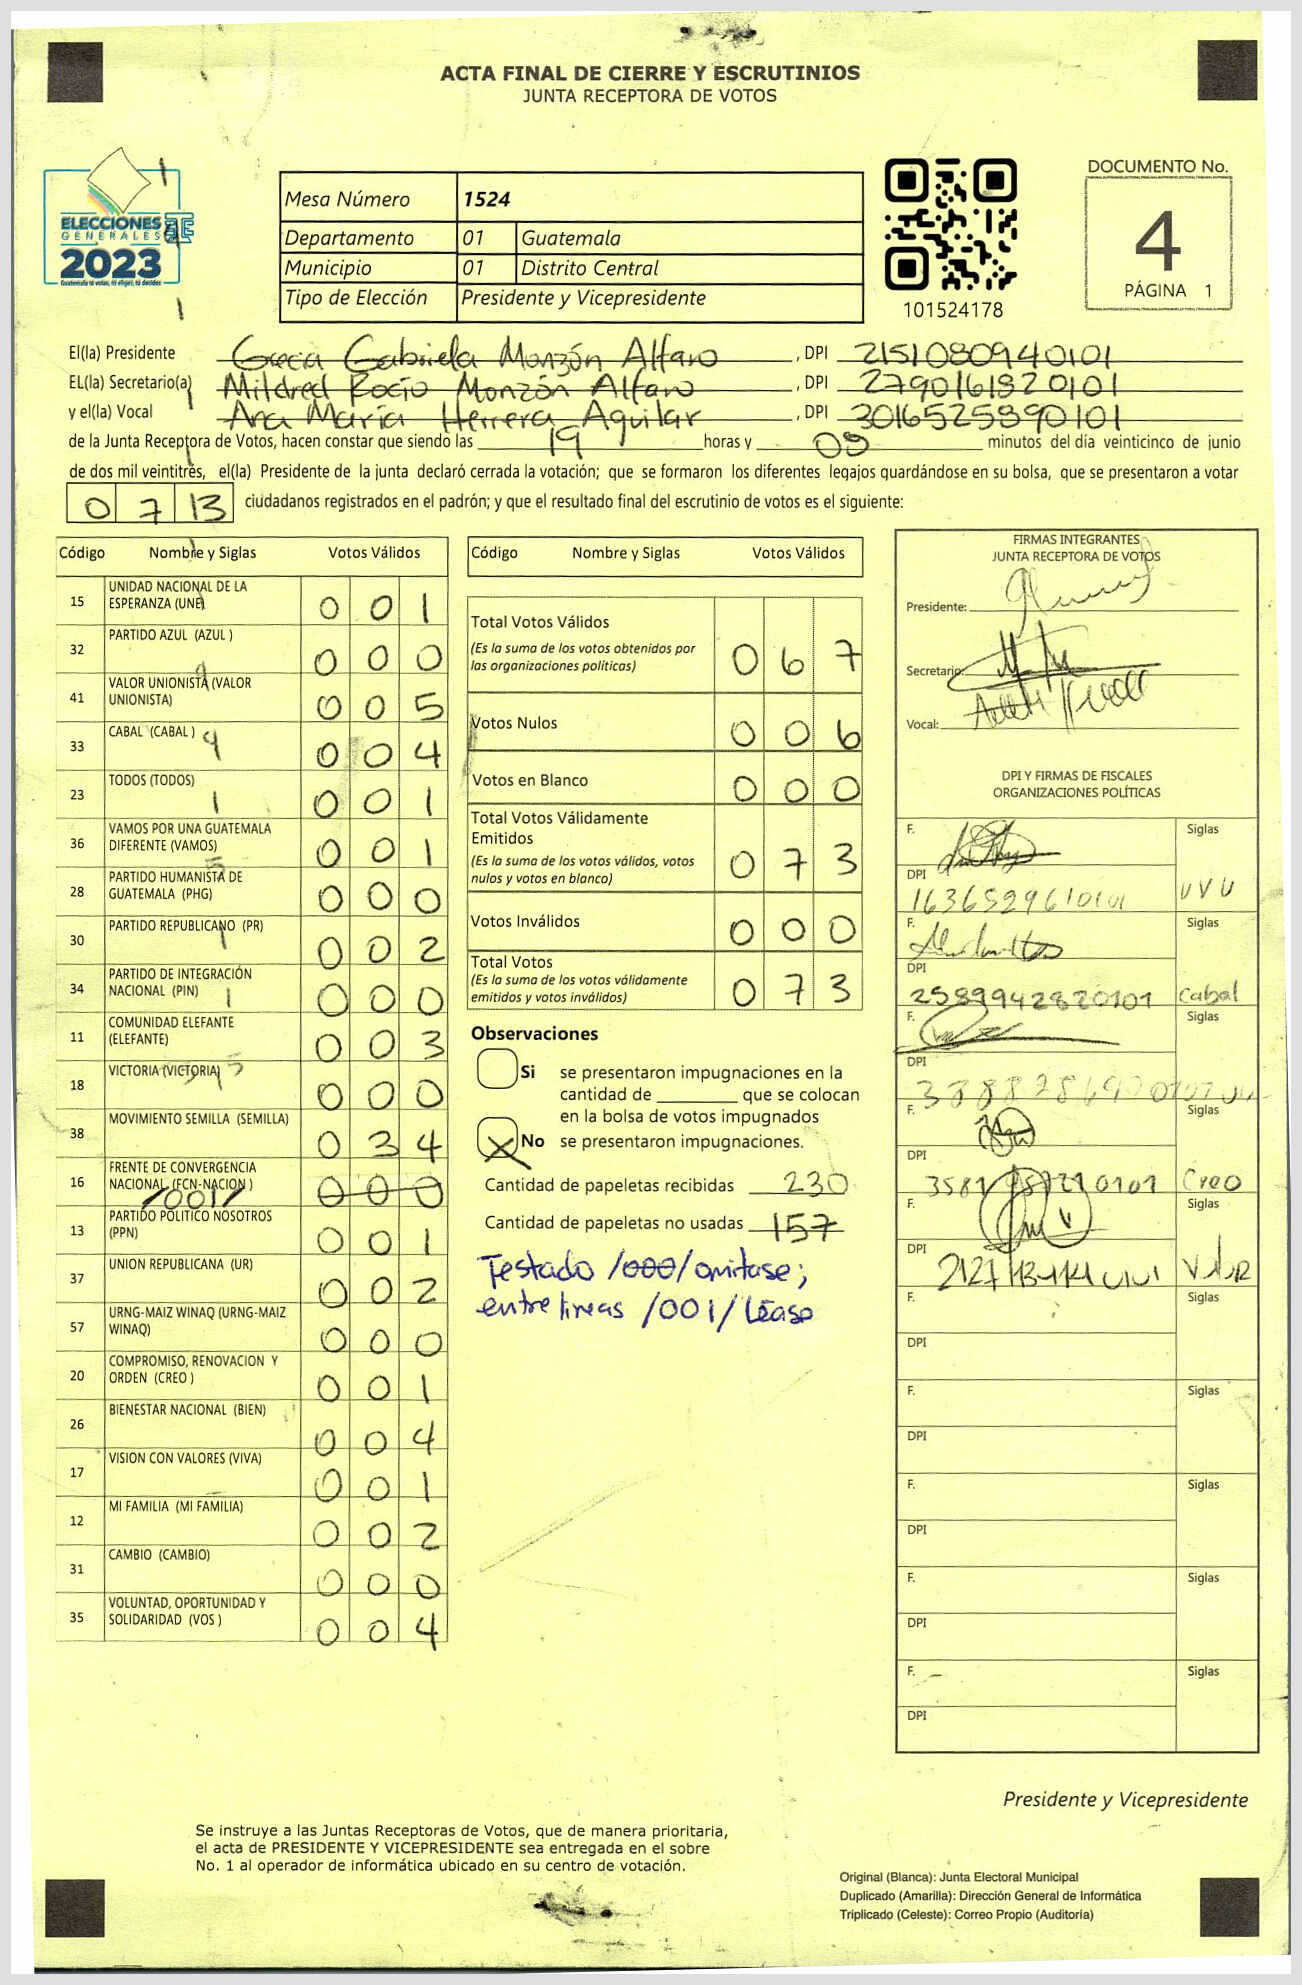 ACTA FINAL DE CIERRE Y ESCRUTINIOS
JUNTA RECEPTORA DE VOTOS
ELECCIONES
GENERALES
2023
Guatemala tú votas, tú eliges, tú decides
Mesa Número 1524
Departamento 01 Guatemala
Municipio 01 Distrito Central
Tipo de Elección Presidente y Vicepresidente
101524178
DOCUMENTO No.
4
PÁGINA 1
El(la) Presidente Greca Gabriela Monzón Alfaro , DPI 2151080940101
EL(la) Secretario(a) Mildred Rocío Monzón Alfaro , DPI 2790161820101
y el(la) Vocal Ana María Herrera Aguilar , DPI 3016525890101
de la Junta Receptora de Votos, hacen constar que siendo las 19 horas y 09 minutos del día veinticinco de junio
de dos mil veintitrés, el(la) Presidente de la junta declaró cerrada la votación; que se formaron los diferentes legajos guardándose en su bolsa, que se presentaron a votar
0 7 13 ciudadanos registrados en el padrón; y que el resultado final del escrutinio de votos es el siguiente:
Código Nombre y Siglas Votos Válidos
15 UNIDAD NACIONAL DE LA ESPERANZA (UNE) 0 0 1
32 PARTIDO AZUL (AZUL ) 0 0 0
41 VALOR UNIONISTA (VALOR UNIONISTA) 0 0 5
33 CABAL (CABAL ) 0 0 4
23 TODOS (TODOS) 0 0 1
36 VAMOS POR UNA GUATEMALA DIFERENTE (VAMOS) 0 0 1
28 PARTIDO HUMANISTA DE GUATEMALA (PHG) 0 0 0
30 PARTIDO REPUBLICANO (PR) 0 0 2
34 PARTIDO DE INTEGRACIÓN NACIONAL (PIN) 0 0 0
11 COMUNIDAD ELEFANTE (ELEFANTE) 0 0 3
18 VICTORIA (VICTORIA) 0 0 0
38 MOVIMIENTO SEMILLA (SEMILLA) 0 3 4
16 FRENTE DE CONVERGENCIA NACIONAL (FCN-NACION ) /001/ 0 0 0
13 PARTIDO POLITICO NOSOTROS (PPN) 0 0 1
37 UNION REPUBLICANA (UR) 0 0 2
57 URNG-MAIZ WINAQ (URNG-MAIZ WINAQ) 0 0 0
20 COMPROMISO, RENOVACION Y ORDEN (CREO ) 0 0 1
26 BIENESTAR NACIONAL (BIEN) 0 0 4
17 VISION CON VALORES (VIVA) 0 0 1
12 MI FAMILIA (MI FAMILIA) 0 0 2
31 CAMBIO (CAMBIO) 0 0 0
35 VOLUNTAD, OPORTUNIDAD Y SOLIDARIDAD (VOS ) 0 0 4
Código Nombre y Siglas Votos Válidos
Total Votos Válidos 0 6 7
(Es la suma de los votos obtenidos por
las organizaciones políticas)
Votos Nulos 0 0 6
Votos en Blanco 0 0 0
Total Votos Válidamente
Emitidos 0 7 3
(Es la suma de los votos válidos, votos
nulos y votos en blanco)
Votos Inválidos 0 0 0
Total Votos 0 7 3
(Es la suma de los votos válidamente
emitidos y votos inválidos)
Observaciones
Si se presentaron impugnaciones en la
cantidad de ________ que se colocan
en la bolsa de votos impugnados
X No se presentaron impugnaciones.
Cantidad de papeletas recibidas 230
Cantidad de papeletas no usadas 157
Testado /000/ omitase;
entre lineas /001/ Léase
FIRMAS INTEGRANTES
JUNTA RECEPTORA DE VOTOS
Presidente:
Secretario:
Vocal:
DPI Y FIRMAS DE FISCALES
ORGANIZACIONES POLÍTICAS
F. Siglas
DPI 1636529610101 UVU
F. Siglas
DPI 2589942820101 Cabal
F. Siglas
DPI
F. Siglas
DPI Creo
F. Siglas
DPI Valor
F. Siglas
DPI
F. Siglas
DPI
F. Siglas
DPI
F. Siglas
DPI
F. Siglas
DPI
Presidente y Vicepresidente
Se instruye a las Juntas Receptoras de Votos, que de manera prioritaria,
el acta de PRESIDENTE Y VICEPRESIDENTE sea entregada en el sobre
No. 1 al operador de informática ubicado en su centro de votación.
Original (Blanca): Junta Electoral Municipal
Duplicado (Amarilla): Dirección General de Informática
Triplicado (Celeste): Correo Propio (Auditoría)